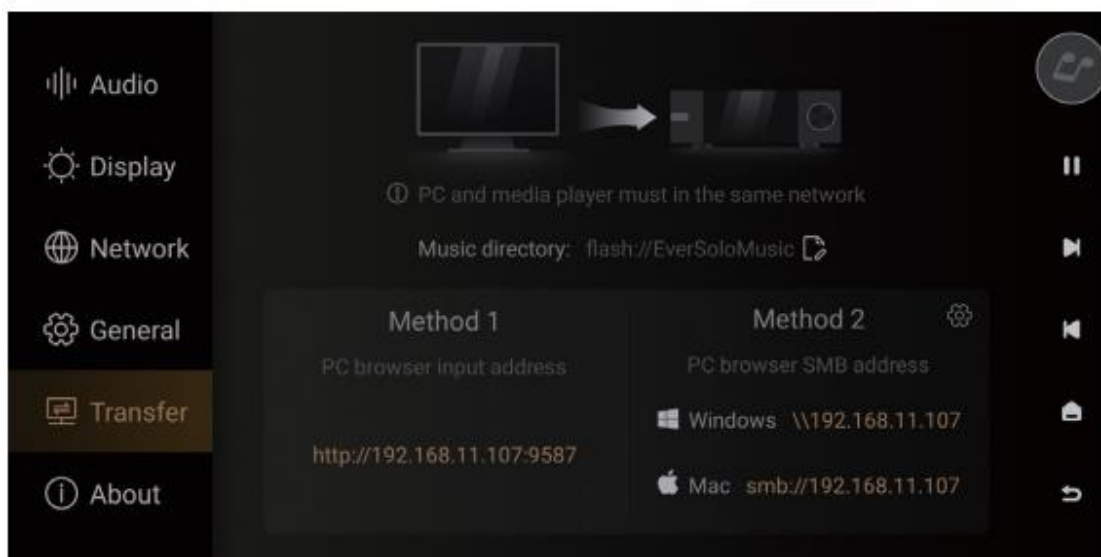 Audio
Display
Network
General
Transfer
About
PC and media player must in the same network
Music directory: flash://EverSoloMusic
Method 1
PC browser input address
http://192.168.11.107:9587
Method 2
PC browser SMB address
Windows \\192.168.11.107
Mac smb://192.168.11.107